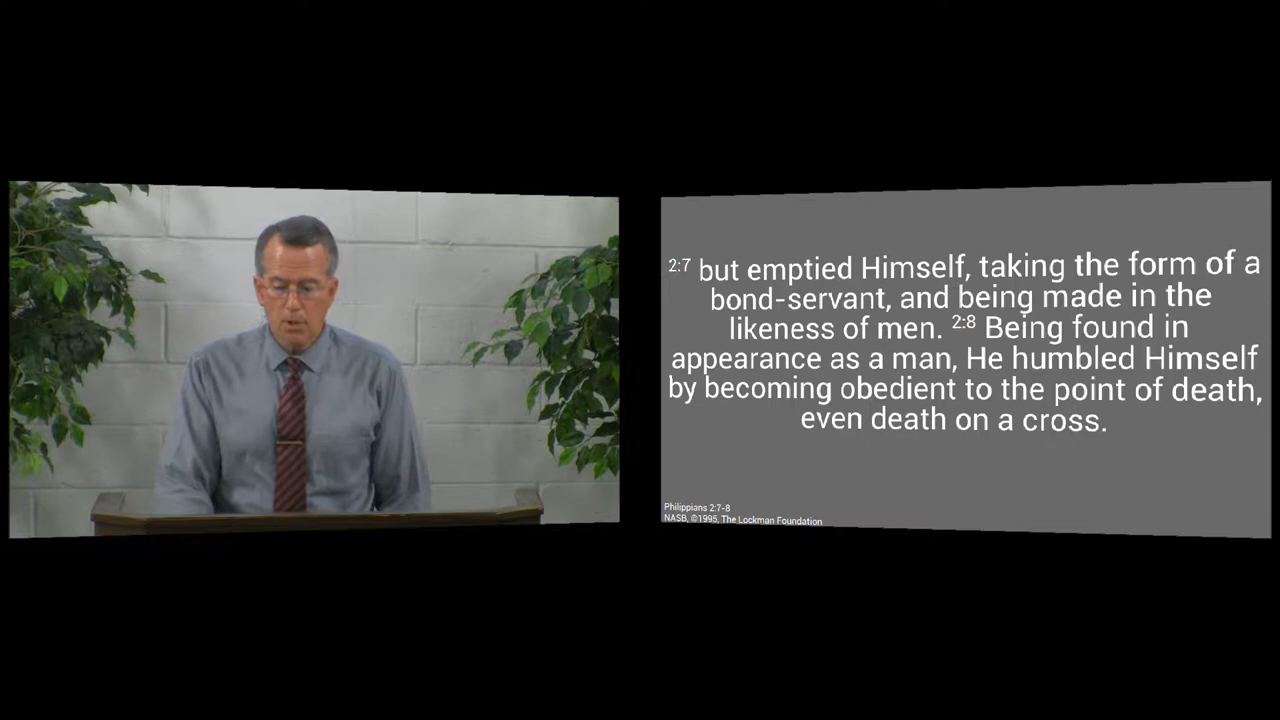 2:7 but emptied Himself, taking the form of a
bond-servant, and being made in the
likeness of men. 2:8 Being found in
appearance as a man, He humbled Himself
by becoming obedient to the point of death,
even death on a cross.
Philippians 2:7-8
NASB, ©1995, The Lockman Foundation